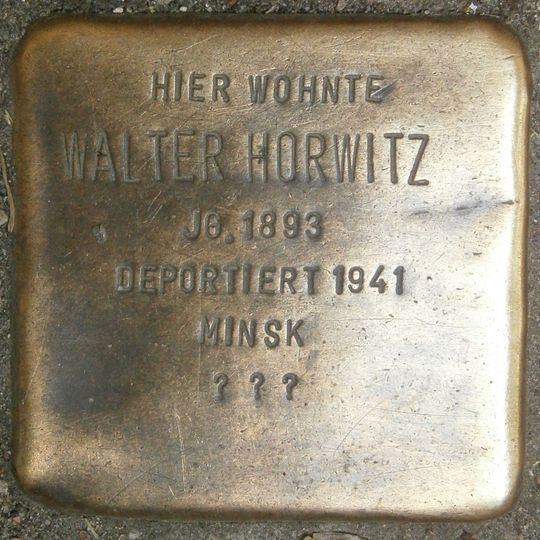 HIER WOHNTE
WALTER HORWITZ
JG. 1893
DEPORTIERT 1941
MINSK
? ? ?